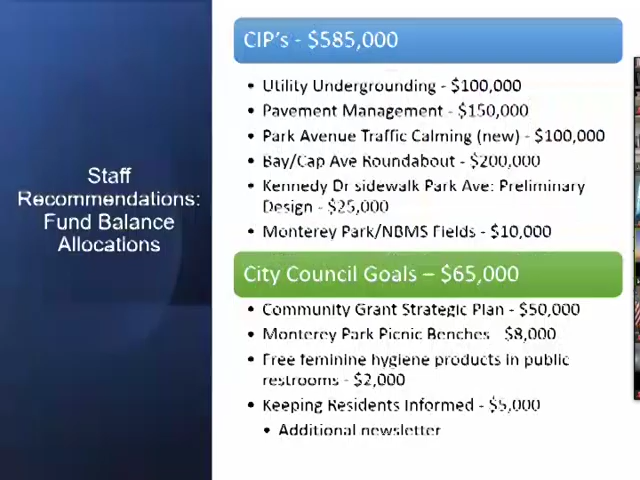 Staff
Recommendations:
Fund Balance
Allocations
CIP's - $585,000
• Utility Undergrounding - $100,000
• Pavement Management - $150,000
• Park Avenue Traffic Calming (new) - $100,000
• Bay/Cap Ave Roundabout - $200,000
• Kennedy Dr sidewalk Park Ave: Preliminary
Design - $25,000
• Monterey Park/NBMS Fields - $10,000
City Council Goals – $65,000
• Community Grant Strategic Plan - $50,000
• Monterey Park Picnic Benches - $8,000
• Free feminine hygiene products in public
restrooms - $2,000
• Keeping Residents Informed - $5,000
• Additional newsletter